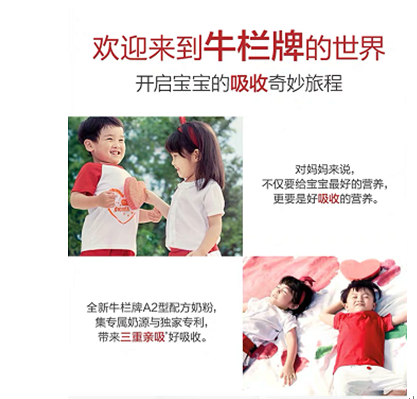 欢迎来到牛栏牌的世界
开启宝宝的吸收奇妙旅程
对妈妈来说，
不仅要给宝宝最好的营养，
更要是好吸收的营养。
全新牛栏牌A2型配方奶粉，
集专属奶源与独家专利，
带来三重亲吸*好吸收。